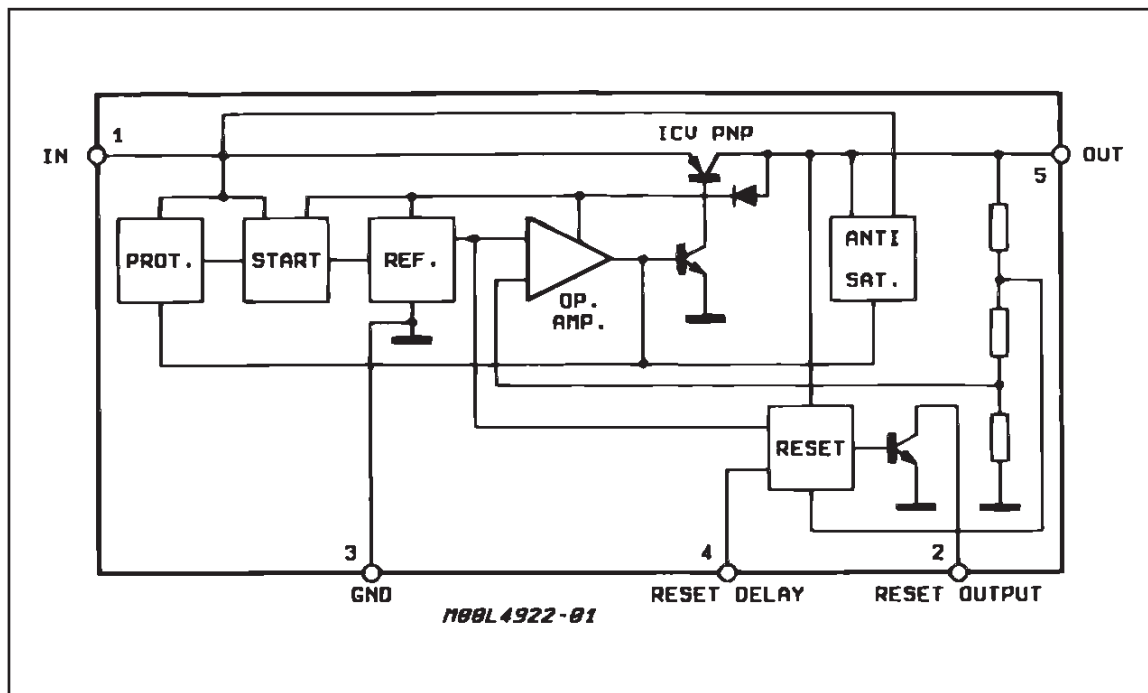 1
ICV PNP
IN
OUT
5
PROT.
START
REF.
OP.
AMP.
ANTI
SAT.
RESET
3
4
2
GND
RESET DELAY
RESET OUTPUT
M88L4922-01